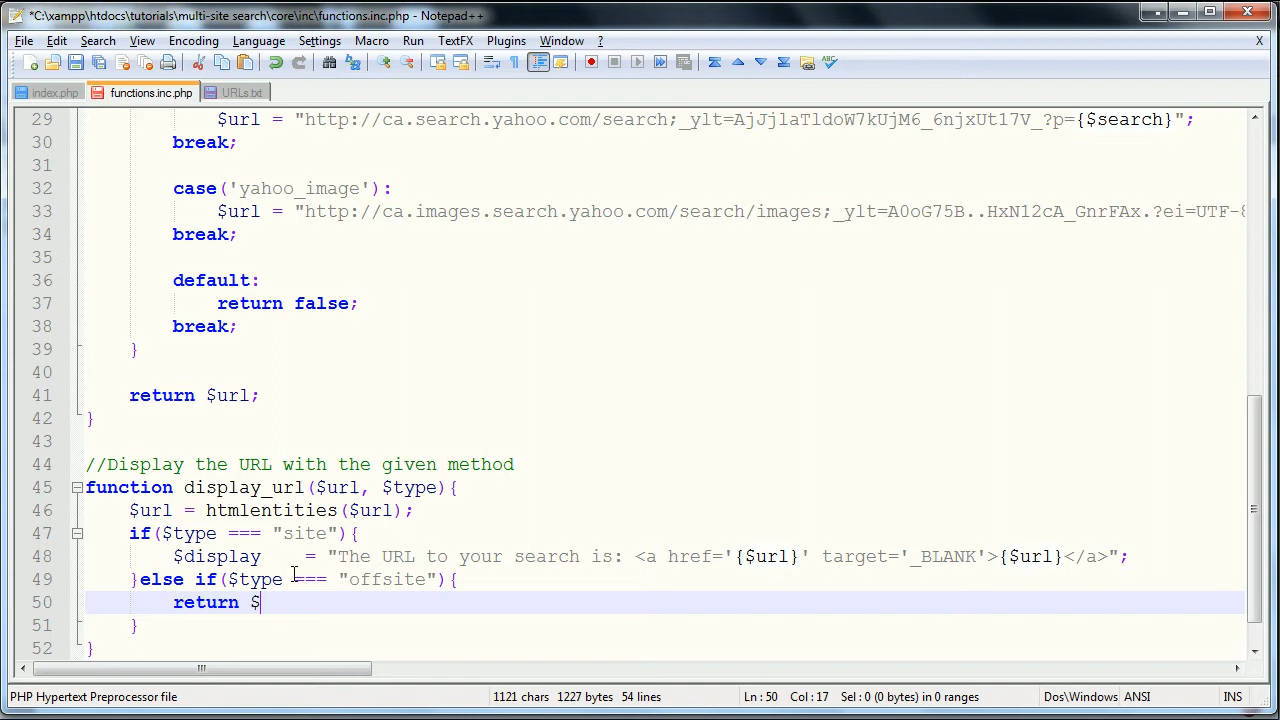 *C:\xampp\htdocs\tutorials\multi-site search\core\inc\functions.inc.php - Notepad++
File Edit Search View Encoding Language Settings Macro Run TextFX Plugins Window ? X
index.php functions.inc.php URLs.txt
29 $url = "http://ca.search.yahoo.com/search;_ylt=AjJjlaTldoW7kUjM6_6njxUt17V_?p={$search}";
30 break;
31
32 case('yahoo_image'):
33 $url = "http://ca.images.search.yahoo.com/search/images;_ylt=A0oG75B..HxN12cA_GnrFAx.?ei=UTF-8
34 break;
35
36 default:
37 return false;
38 break;
39 }
40
41 return $url;
42 }
43
44 //Display the URL with the given method
45 function display_url($url, $type){
46 $url = htmlentities($url);
47 if($type === "site"){
48 $display = "The URL to your search is: <a href='{$url}' target='_BLANK'>{$url}</a>";
49 }else if($type === "offsite"){
50 return $
51 }
52 }
PHP Hypertext Preprocessor file 1121 chars 1227 bytes 54 lines Ln : 50 Col : 17 Sel : 0 (0 bytes) in 0 ranges Dos\Windows ANSI INS